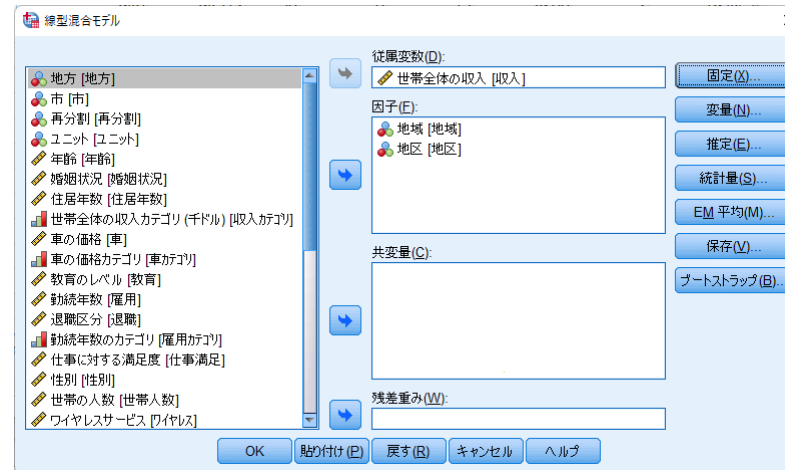 線型混合モデル
地方 [地方]
市 [市]
再分割 [再分割]
ユニット [ユニット]
年齢 [年齢]
婚姻状況 [婚姻状況]
住居年数 [住居年数]
世帯全体の収入カテゴリ (千ドル) [収入カテゴリ]
車の価格 [車]
車の価格カテゴリ [車カテゴリ]
教育のレベル [教育]
勤続年数 [雇用]
退職区分 [退職]
勤続年数のカテゴリ [雇用カテゴリ]
仕事に対する満足度 [仕事満足]
性別 [性別]
世帯の人数 [世帯人数]
ワイヤレスサービス [ワイヤレス]
従属変数(D):
世帯全体の収入 [収入]
因子(F):
地域 [地域]
地区 [地区]
共変量(C):
残差重み(W):
固定(X)...
変量(N)...
推定(E)...
統計量(S)...
EM 平均(M)...
保存(V)...
ブートストラップ(B)...
OK
貼り付け(P)
戻す(R)
キャンセル
ヘルプ